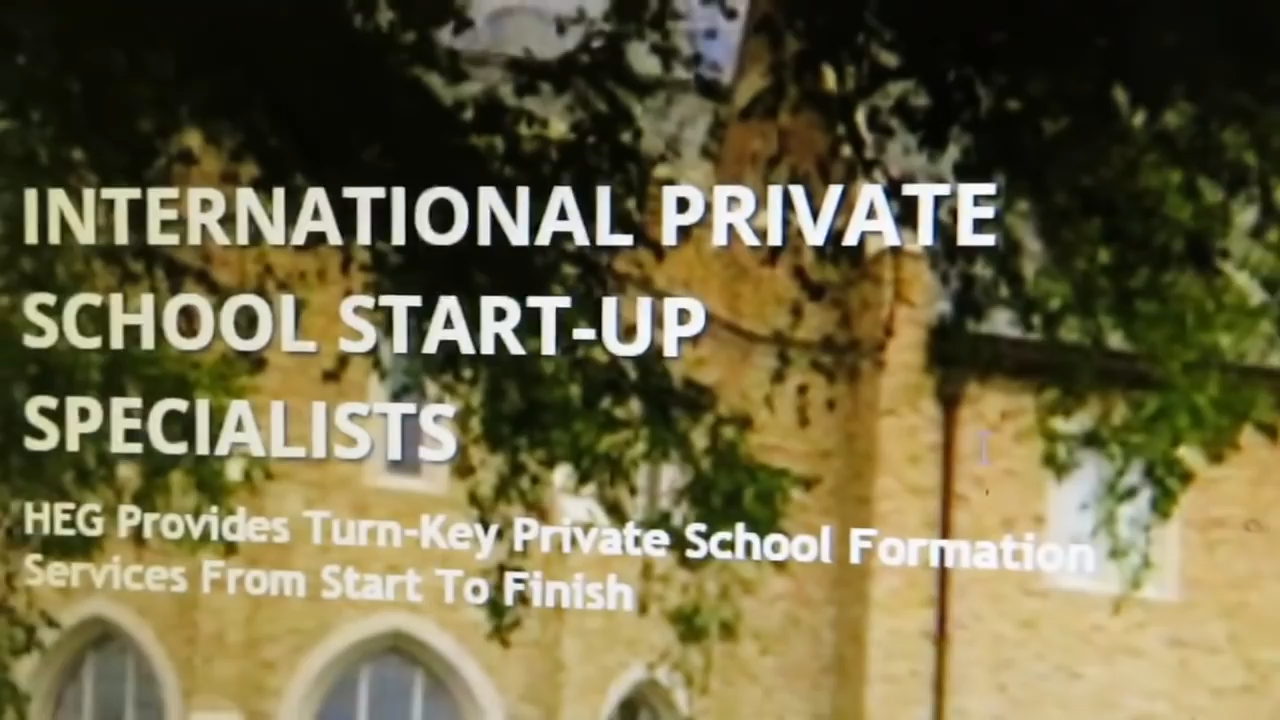 INTERNATIONAL PRIVATE
SCHOOL START-UP
SPECIALISTS
HEG Provides Turn-Key Private School Formation
Services From Start To Finish